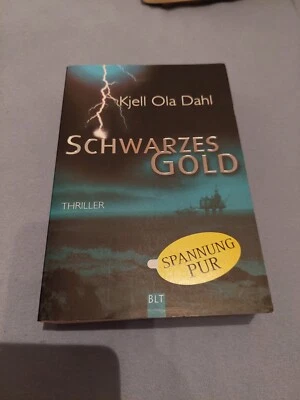 Kjell Ola Dahl
SCHWARZES
GOLD
THRILLER
SPANNUNG
PUR
BLT